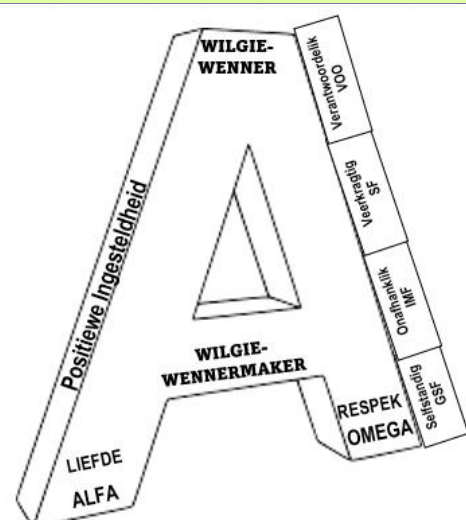 WILGIE-
WENNER
Verantwoordelik
VOO
Veerkragtig
SF
Onafhanklik
IMF
Selfstandig
GSF
Positiewe Ingesteldheid
WILGIE-
WENNERMAKER
LIEFDE
ALFA
RESPEK
OMEGA